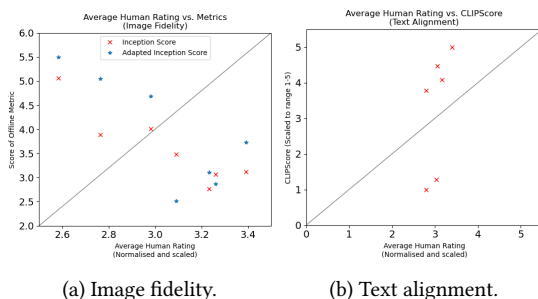 Average Human Rating vs. Metrics
(Image Fidelity)
6.0
5.5
5.0
4.5
4.0
3.5
3.0
2.5
2.0
Score of Offline Metric
Inception Score
Adapted Inception Score
2.6 2.8 3.0 3.2 3.4
Average Human Rating
(Normalised and scaled)
(a) Image fidelity.
Average Human Rating vs. CLIPScore
(Text Alignment)
5
4
3
2
1
0
CLIPScore (Scaled to range 1-5)
0 1 2 3 4 5
Average Human Rating
(Normalised and scaled)
(b) Text alignment.